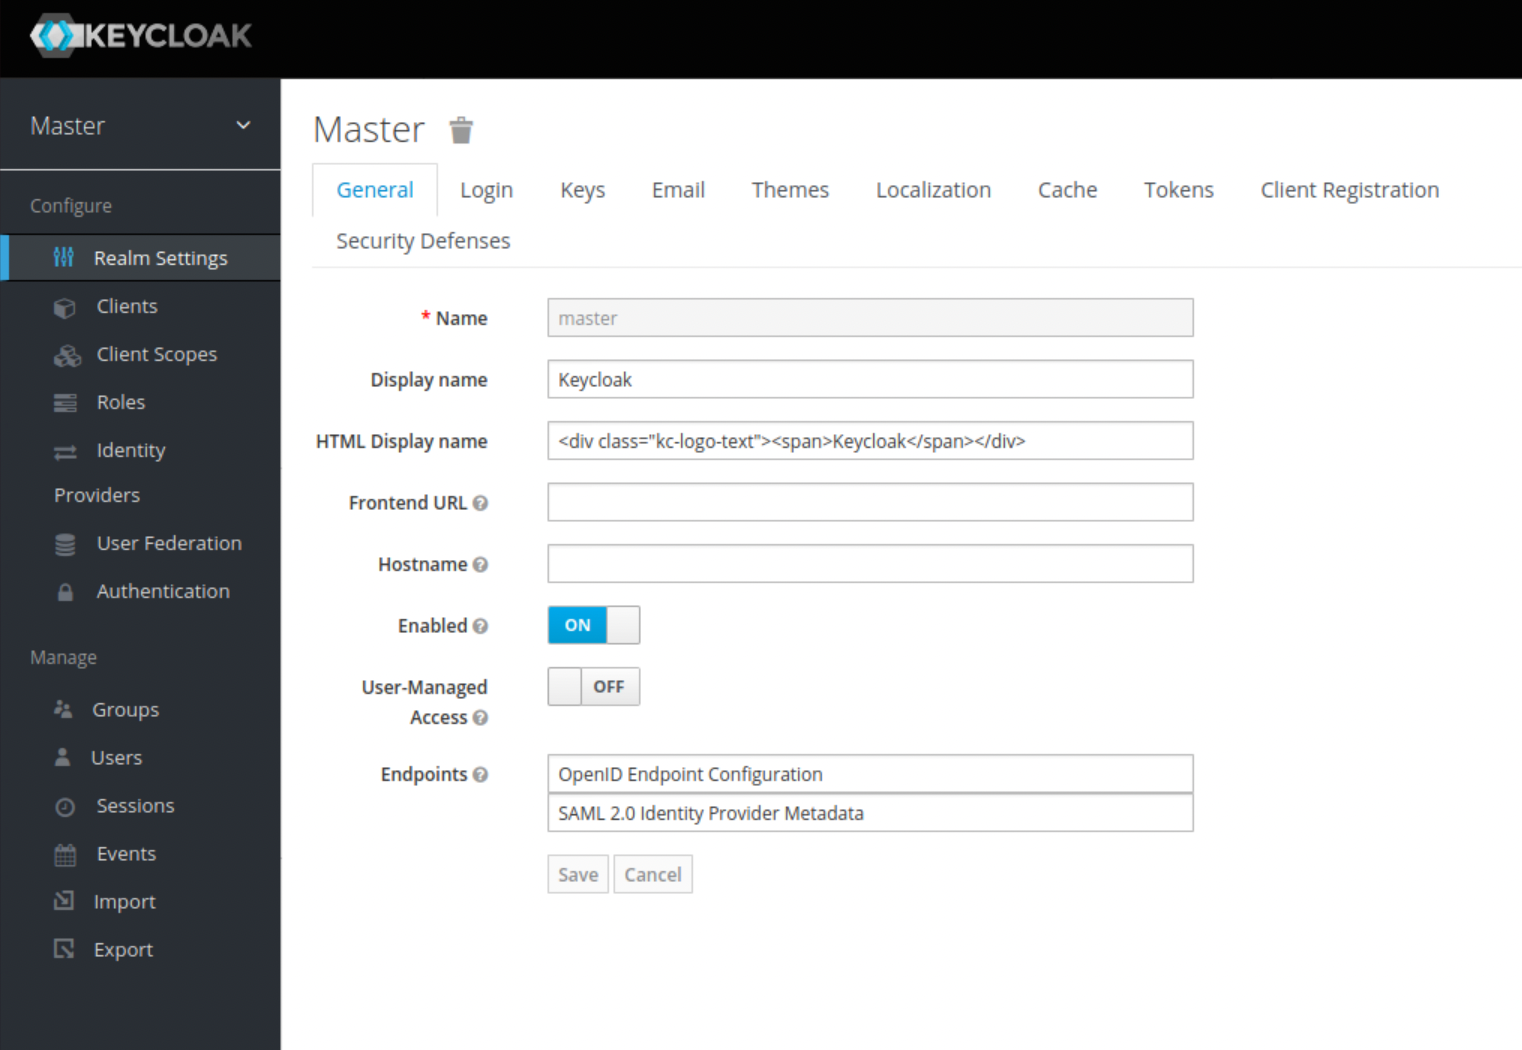 KEYCLOAK
Master
Configure
Realm Settings
Clients
Client Scopes
Roles
Identity
Providers
User Federation
Authentication
Manage
Groups
Users
Sessions
Events
Import
Export
Master
General Login Keys Email Themes Localization Cache Tokens Client Registration
Security Defenses
* Name master
Display name Keycloak
HTML Display name <div class="kc-logo-text"><span>Keycloak</span></div>
Frontend URL ?
Hostname ?
Enabled ? ON
User-Managed OFF
Access ?
Endpoints ? OpenID Endpoint Configuration
SAML 2.0 Identity Provider Metadata
Save Cancel